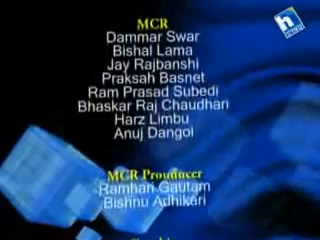 MCR
Dammar Swar
Bishal Lama
Jay Rajbanshi
Praksah Basnet
Ram Prasad Subedi
Bhaskar Raj Chaudhari
Harz Limbu
Anuj Dangol
MCR Prouducer
Ramhari Gautam
Bishnu Adhikari